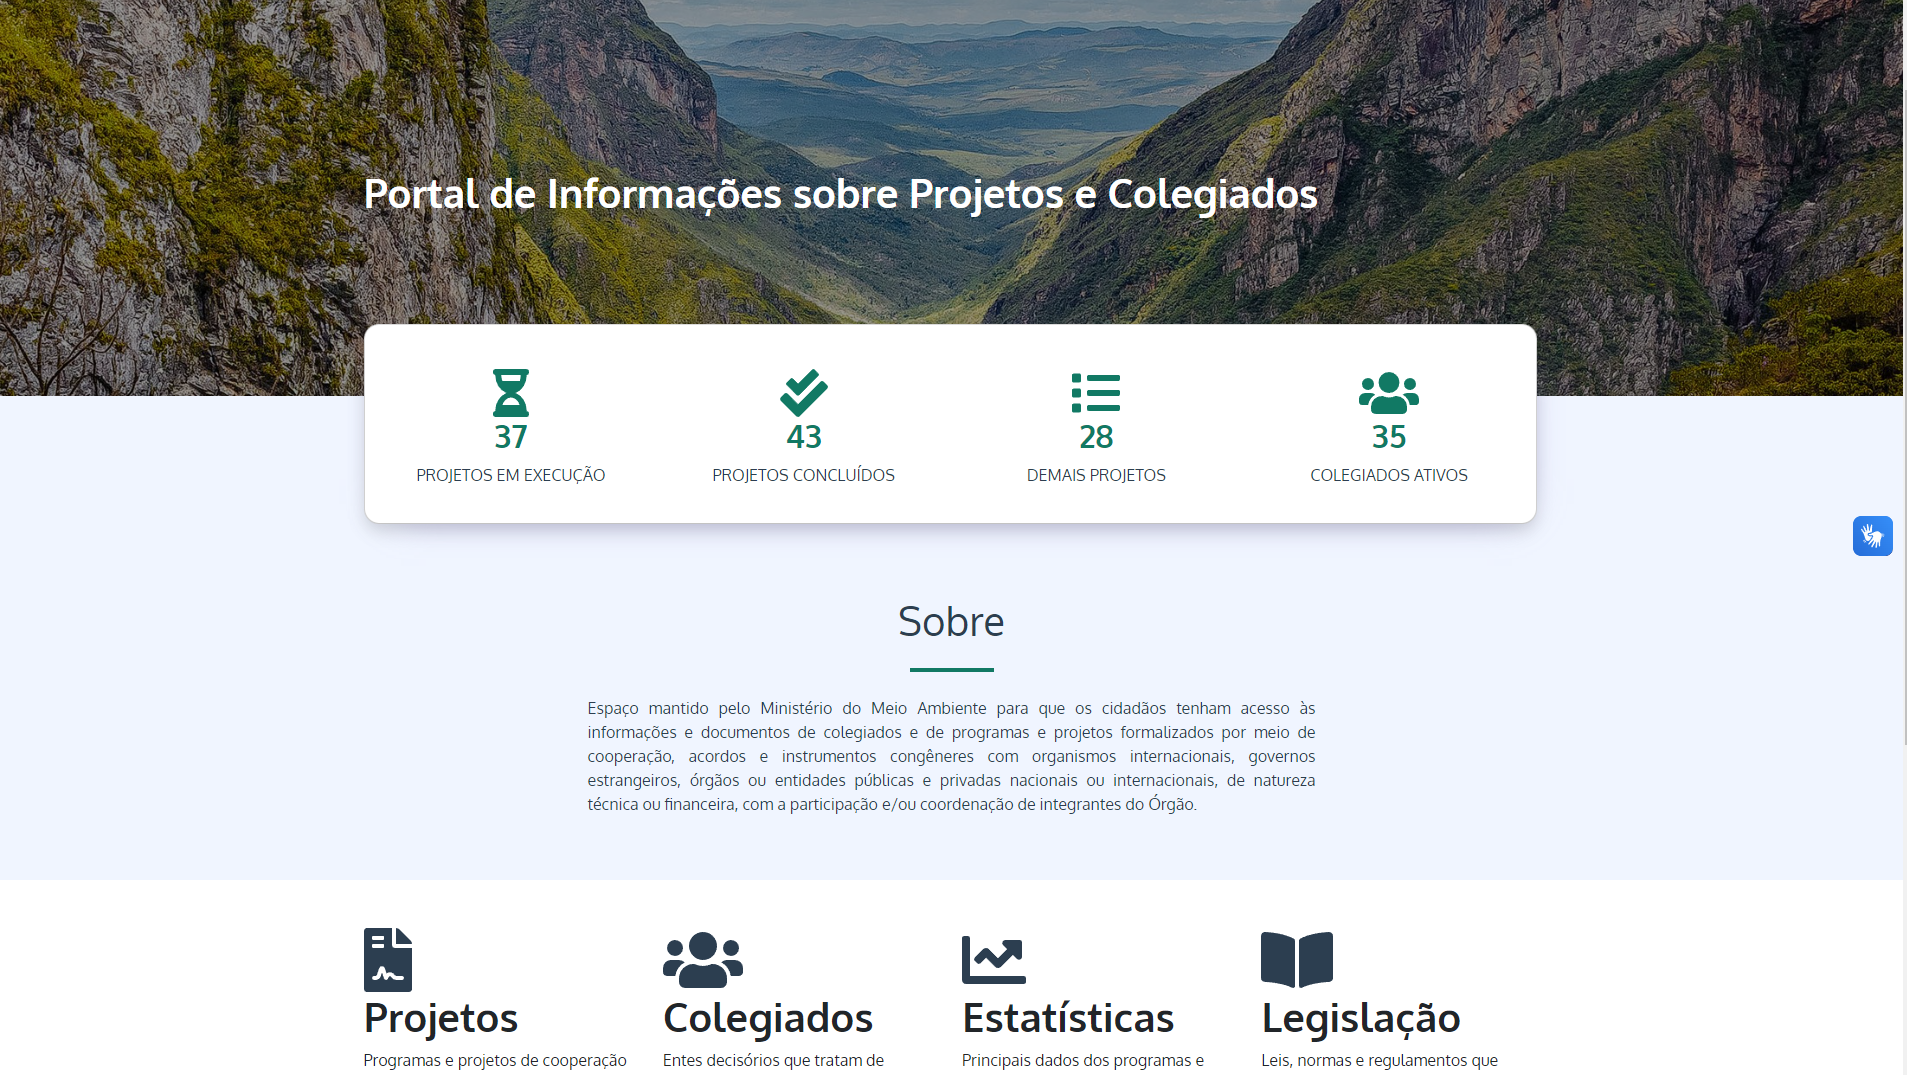 Portal de Informações sobre Projetos e Colegiados
37
PROJETOS EM EXECUÇÃO
43
PROJETOS CONCLUÍDOS
28
DEMAIS PROJETOS
35
COLEGIADOS ATIVOS
Sobre
Espaço mantido pelo Ministério do Meio Ambiente para que os cidadãos tenham acesso às
informações e documentos de colegiados e de programas e projetos formalizados por meio de
cooperação, acordos e instrumentos congêneres com organismos internacionais, governos
estrangeiros, órgãos ou entidades públicas e privadas nacionais ou internacionais, de natureza
técnica ou financeira, com a participação e/ou coordenação de integrantes do Órgão.
Projetos
Programas e projetos de cooperação
Colegiados
Entes decisórios que tratam de
Estatísticas
Principais dados dos programas e
Legislação
Leis, normas e regulamentos que